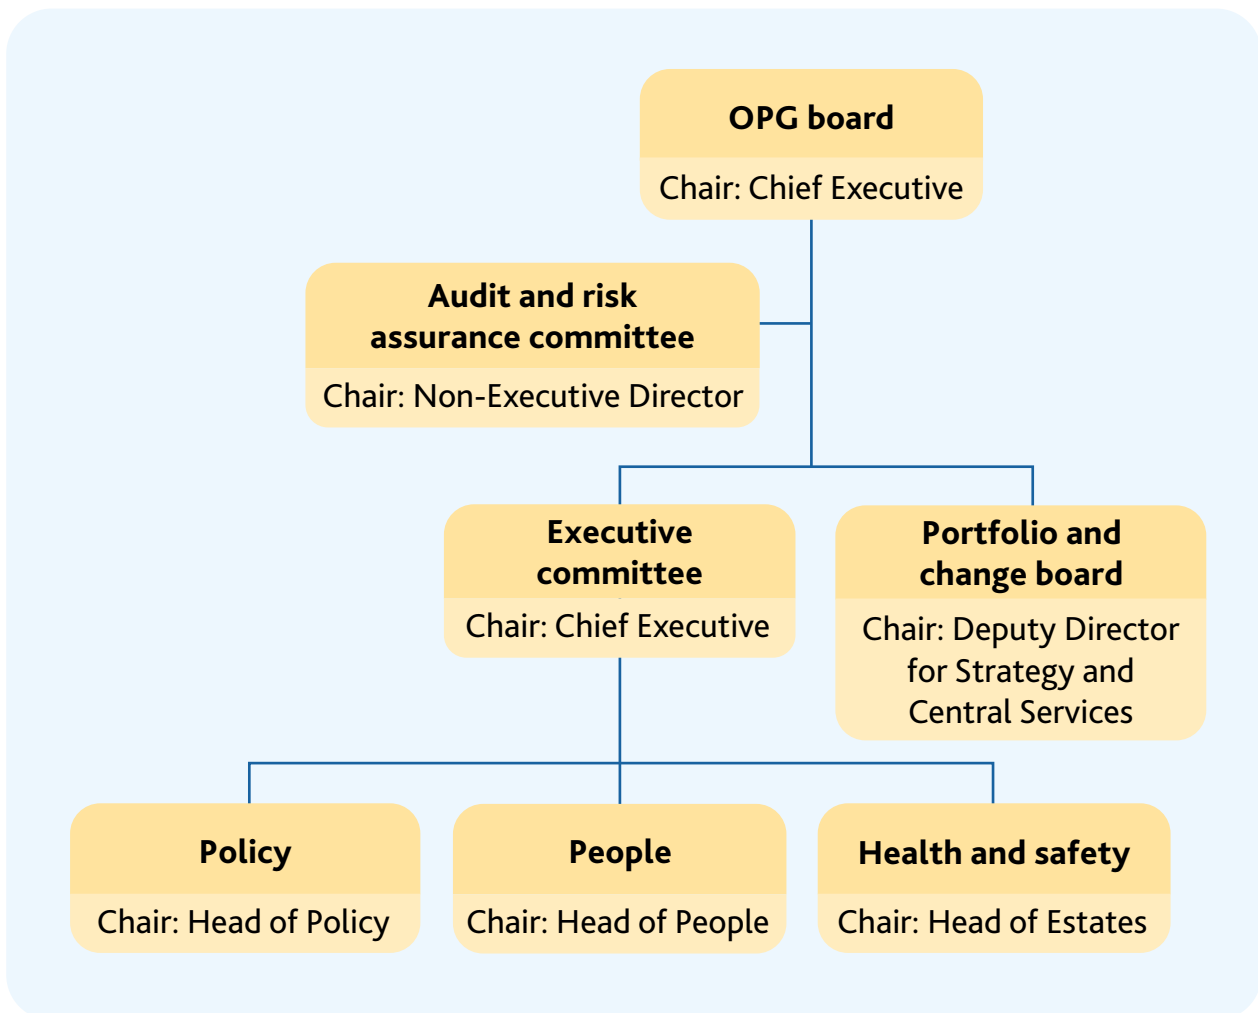 OPG board
Chair: Chief Executive
Audit and risk
assurance committee
Chair: Non-Executive Director
Executive
committee
Chair: Chief Executive
Portfolio and
change board
Chair: Deputy Director
for Strategy and
Central Services
Policy
Chair: Head of Policy
People
Chair: Head of People
Health and safety
Chair: Head of Estates